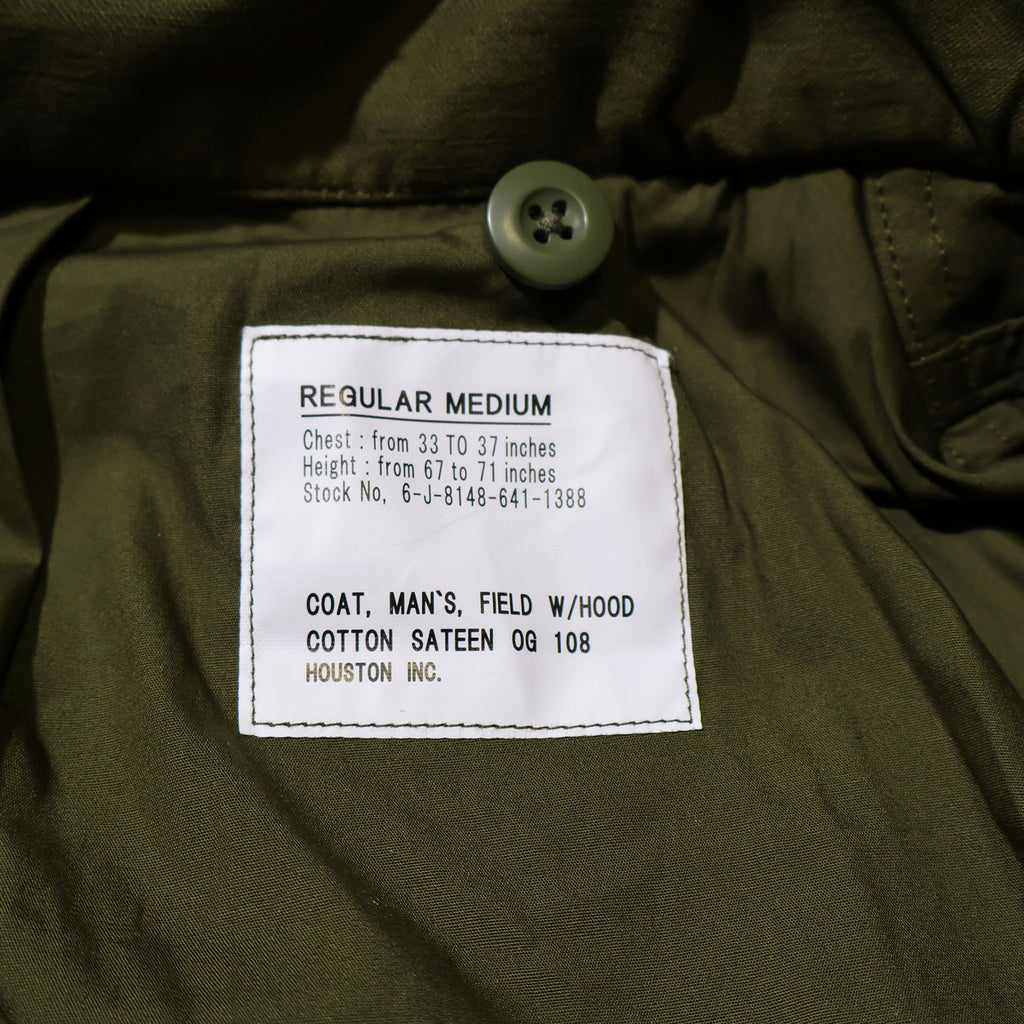 REGULAR MEDIUM
Chest : from 33 TO 37 inches
Height : from 67 to 71 inches
Stock No, 6-J-8148-641-1388
COAT, MAN`S, FIELD W/HOOD
COTTON SATEEN OG 108
HOUSTON INC.